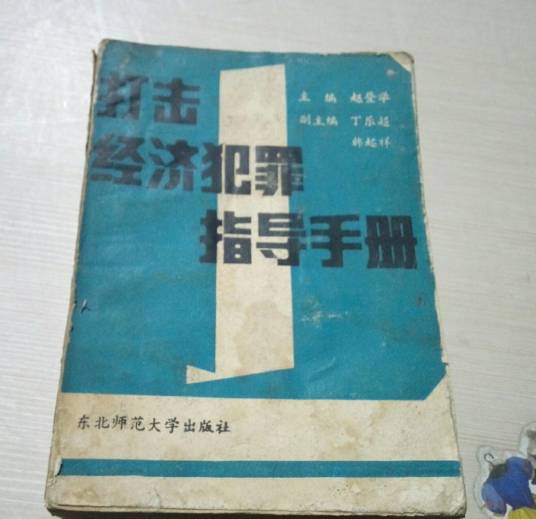 打击
经济犯罪
指导手册
主编 赵登举
副主编 丁乐超
韩起祥
东北师范大学出版社